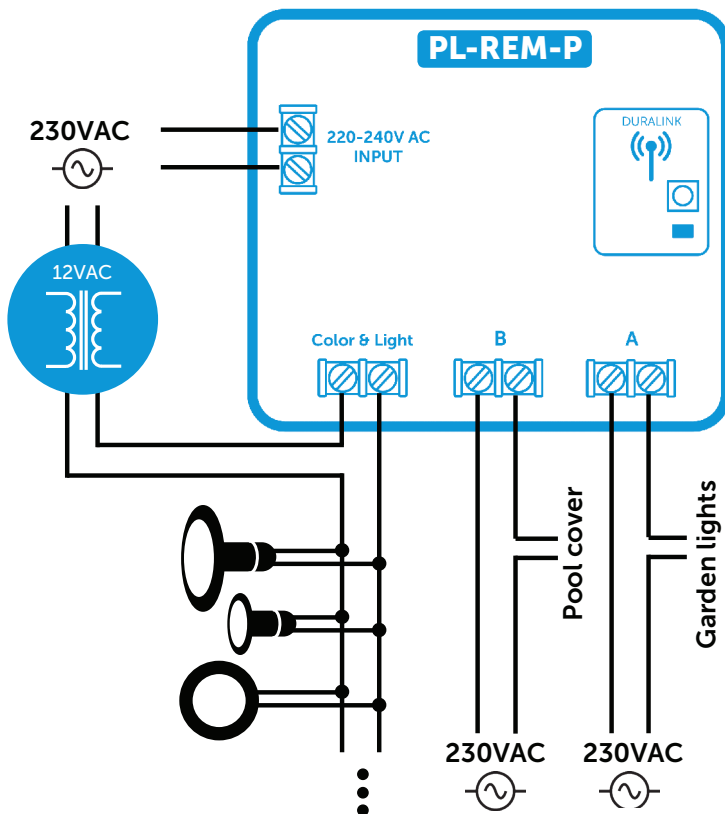 PL-REM-P
230VAC
220-240V AC
INPUT
DURALINK
12VAC
Color & Light
B
A
Pool cover
Garden lights
230VAC
230VAC